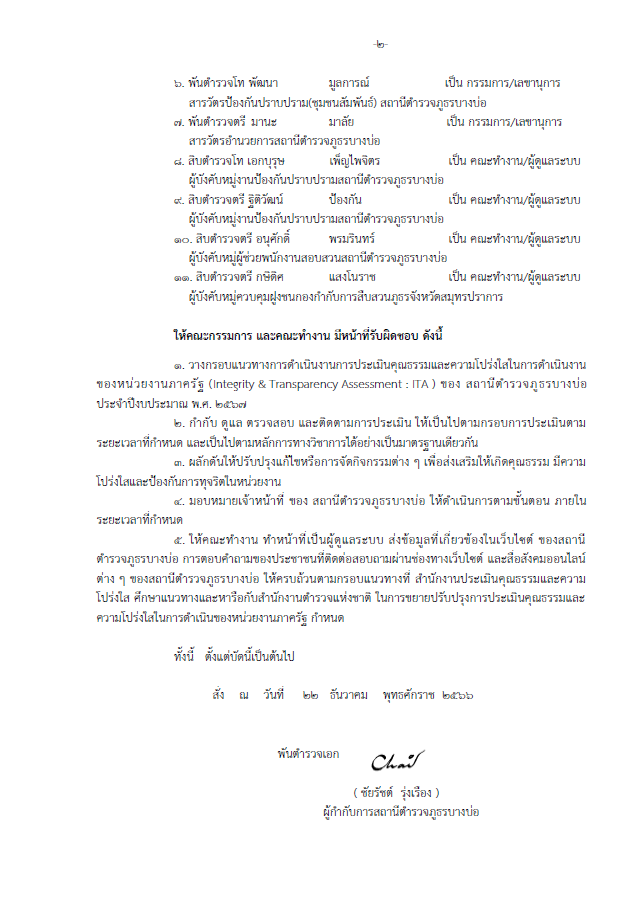 -๒-
๖. พันตำรวจโท พัฒนา มูลการณ์ เป็น กรรมการ/เลขานุการ
สารวัตรป้องกันปราบปราม(ชุมชนสัมพันธ์) สถานีตำรวจภูธรบางบ่อ
๗. พันตำรวจตรี มานะ มาลัย เป็น กรรมการ/เลขานุการ
สารวัตรอำนวยการสถานีตำรวจภูธรบางบ่อ
๘. สิบตำรวจโท เอกบุรุษ เพ็ญไพจิตร เป็น คณะทำงาน/ผู้ดูแลระบบ
ผู้บังคับหมู่งานป้องกันปราบปรามสถานีตำรวจภูธรบางบ่อ
๙. สิบตำรวจตรี ฐิติวัฒน์ ป้องกัน เป็น คณะทำงาน/ผู้ดูแลระบบ
ผู้บังคับหมู่งานป้องกันปราบปรามสถานีตำรวจภูธรบางบ่อ
๑๐. สิบตำรวจตรี อนุศักดิ์ พรมรินทร์ เป็น คณะทำงาน/ผู้ดูแลระบบ
ผู้บังคับหมู่ผู้ช่วยพนักงานสอบสวนสถานีตำรวจภูธรบางบ่อ
๑๑. สิบตำรวจตรี กษิดิศ แสงโนราช เป็น คณะทำงาน/ผู้ดูแลระบบ
ผู้บังคับหมู่ควบคุมฝูงชนกองกำกับการสืบสวนภูธรจังหวัดสมุทรปราการ
ให้คณะกรรมการ และคณะทำงาน มีหน้าที่รับผิดชอบ ดังนี้
๑. วางกรอบแนวทางการดำเนินงานการประเมินคุณธรรมและความโปร่งใสในการดำเนินงาน
ของหน่วยงานภาครัฐ (Integrity & Transparency Assessment : ITA ) ของ สถานีตำรวจภูธรบางบ่อ
ประจำปีงบประมาณ พ.ศ. ๒๕๖๗
๒. กำกับ ดูแล ตรวจสอบ และติดตามการประเมิน ให้เป็นไปตามกรอบการประเมินตาม
ระยะเวลาที่กำหนด และเป็นไปตามหลักการทางวิชาการได้อย่างเป็นมาตรฐานเดียวกัน
๓. ผลักดันให้ปรับปรุงแก้ไขหรือการจัดกิจกรรมต่าง ๆ เพื่อส่งเสริมให้เกิดคุณธรรม มีความ
โปร่งใสและป้องกันการทุจริตในหน่วยงาน
๔. มอบหมายเจ้าหน้าที่ ของ สถานีตำรวจภูธรบางบ่อ ให้ดำเนินการตามขั้นตอน ภายใน
ระยะเวลาที่กำหนด
๕. ให้คณะทำงาน ทำหน้าที่เป็นผู้ดูแลระบบ ส่งข้อมูลที่เกี่ยวข้องในเว็บไซต์ ของสถานี
ตำรวจภูธรบางบ่อ การตอบคำถามของประชาชนที่ติดต่อสอบถามผ่านช่องทางเว็บไซต์ และสื่อสังคมออนไลน์
ต่าง ๆ ของสถานีตำรวจภูธรบางบ่อ ให้ครบถ้วนตามกรอบแนวทางที่ สำนักงานประเมินคุณธรรมและความ
โปร่งใส ศึกษาแนวทางและหารือกับสำนักงานตำรวจแห่งชาติ ในการขยายปรับปรุงการประเมินคุณธรรมและ
ความโปร่งใสในการดำเนินของหน่วยงานภาครัฐ กำหนด
ทั้งนี้ ตั้งแต่บัดนี้เป็นต้นไป
สั่ง ณ วันที่ ๒๒ ธันวาคม พุทธศักราช ๒๕๖๖
พันตำรวจเอก
( ชัยรัชต์ รุ่งเรือง )
ผู้กำกับการสถานีตำรวจภูธรบางบ่อ